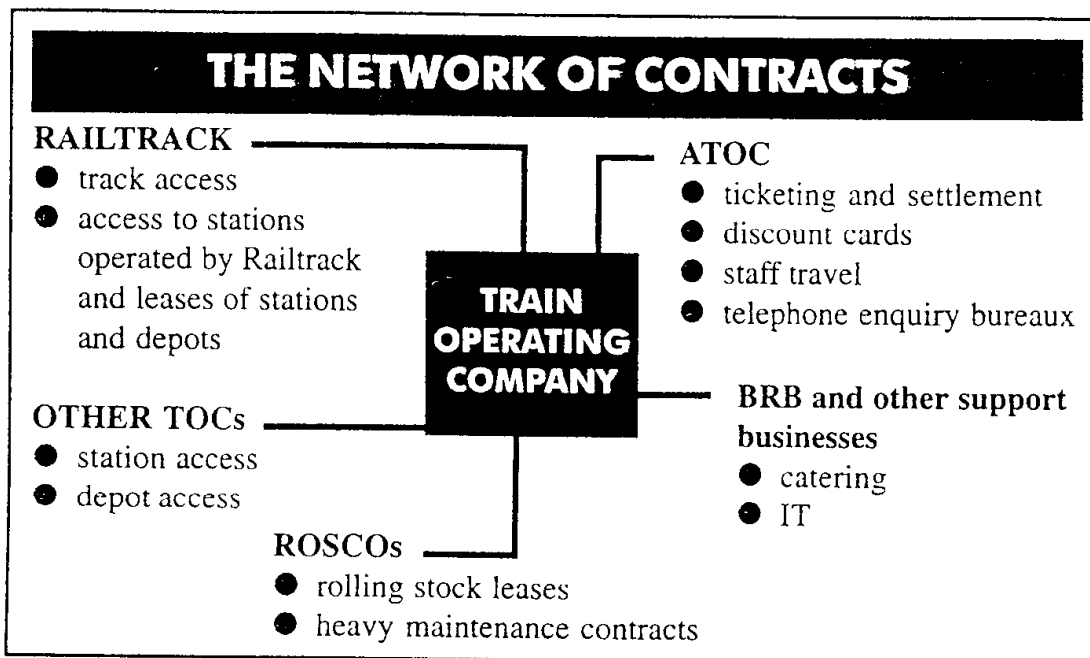 THE NETWORK OF CONTRACTS
RAILTRACK
● track access
● access to stations
operated by Railtrack
and leases of stations
and depots
ATOC
● ticketing and settlement
● discount cards
● staff travel
● telephone enquiry bureaux
TRAIN
OPERATING
COMPANY
OTHER TOCs
● station access
● depot access
BRB and other support
businesses
● catering
● IT
ROSCOs
● rolling stock leases
● heavy maintenance contracts